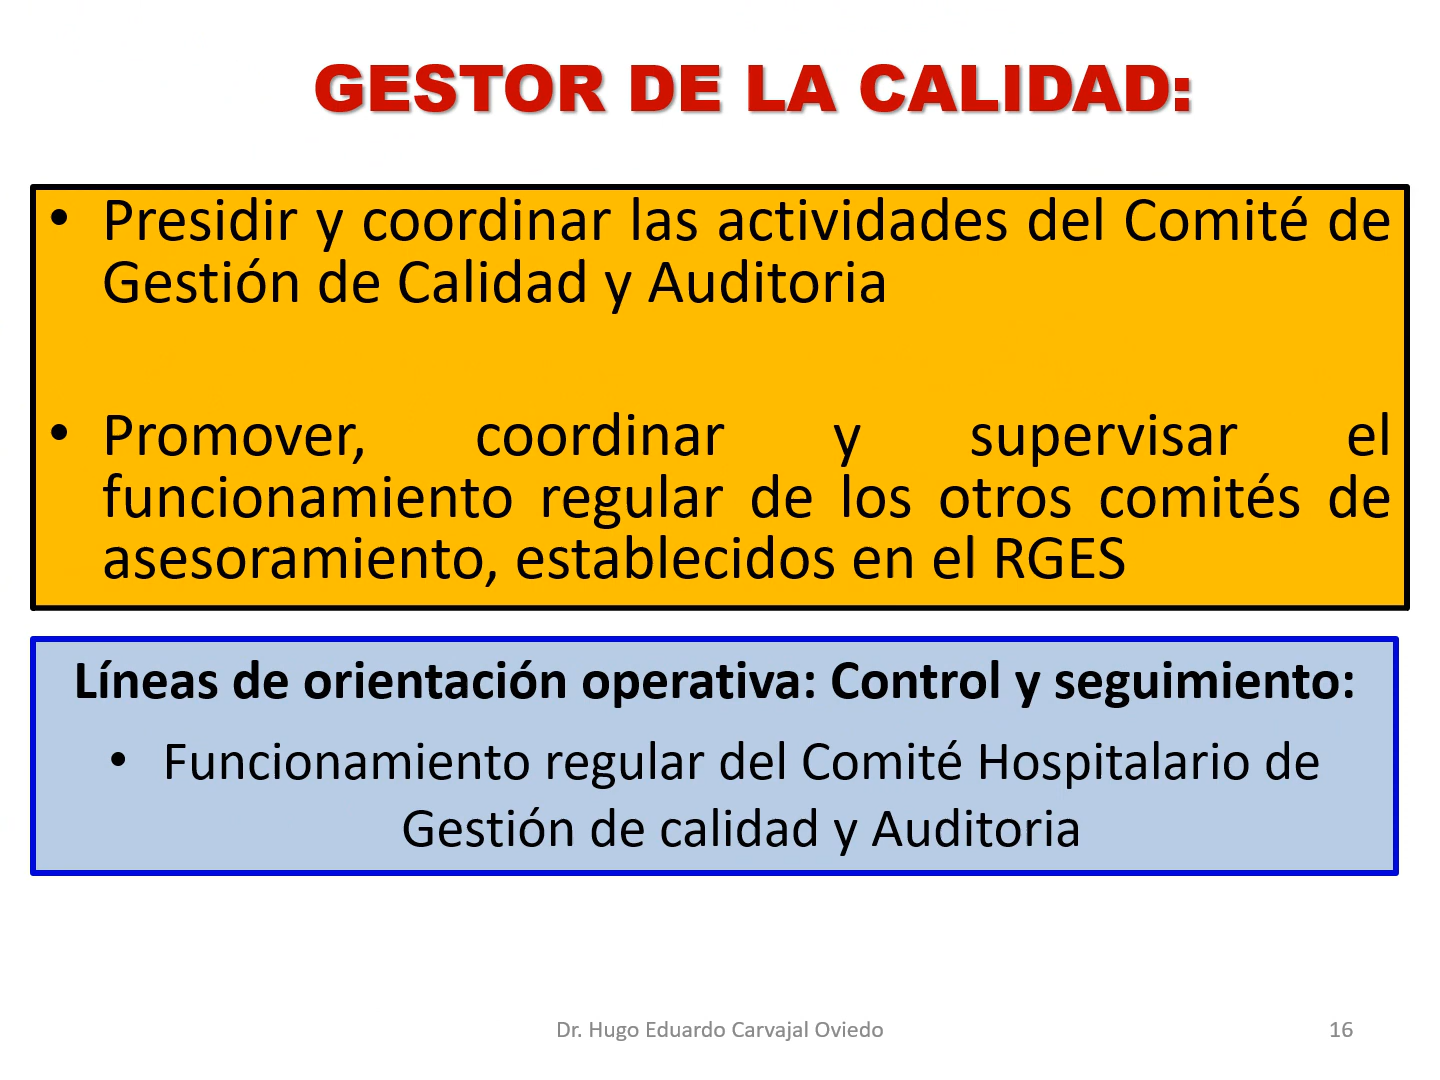 GESTOR DE LA CALIDAD:
• Presidir y coordinar las actividades del Comité de
Gestión de Calidad y Auditoria
• Promover, coordinar y supervisar el
funcionamiento regular de los otros comités de
asesoramiento, establecidos en el RGES
Líneas de orientación operativa: Control y seguimiento:
• Funcionamiento regular del Comité Hospitalario de
Gestión de calidad y Auditoria
Dr. Hugo Eduardo Carvajal Oviedo
16